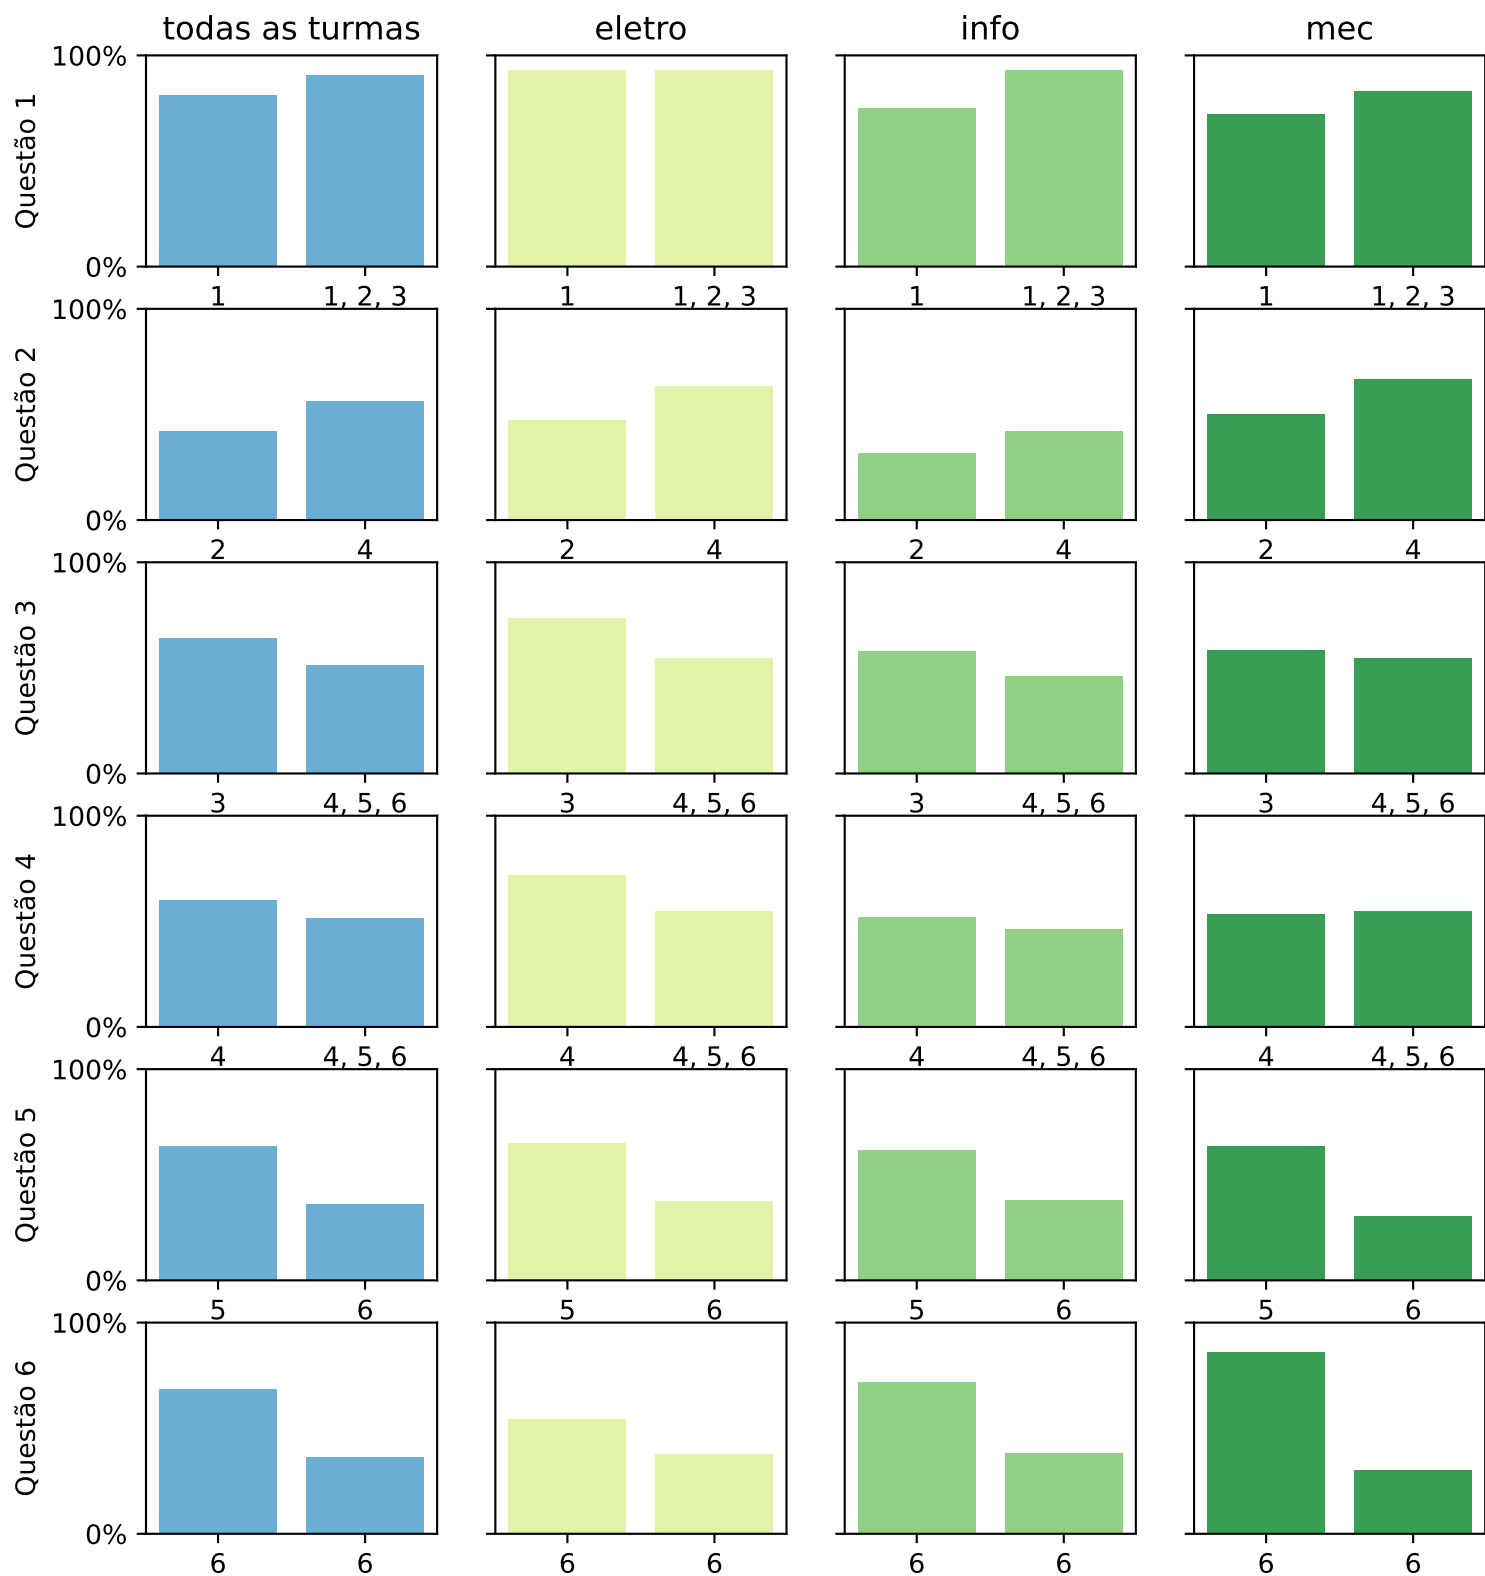 todas as turmas eletro info mec
100%
Questão 1
0%
1 1, 2, 3 1 1, 2, 3 1 1, 2, 3 1 1, 2, 3
100%
Questão 2
0%
2 4 2 4 2 4 2 4
100%
Questão 3
0%
3 4, 5, 6 3 4, 5, 6 3 4, 5, 6 3 4, 5, 6
100%
Questão 4
0%
4 4, 5, 6 4 4, 5, 6 4 4, 5, 6 4 4, 5, 6
100%
Questão 5
0%
5 6 5 6 5 6 5 6
100%
Questão 6
0%
6 6 6 6 6 6 6 6